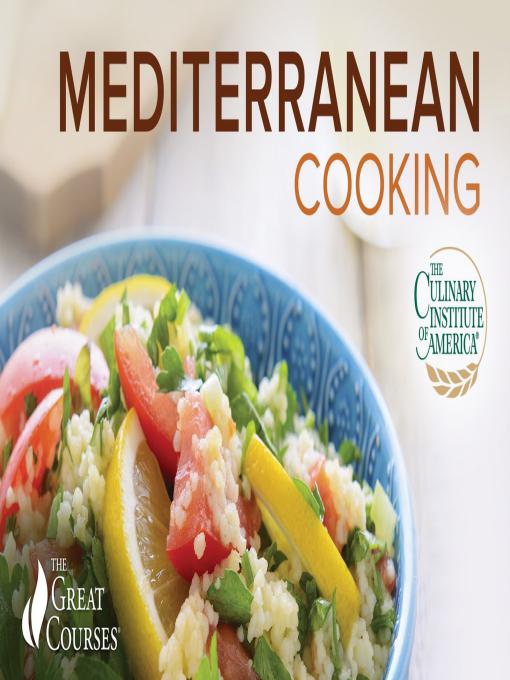 MEDITERRANEAN
COOKING
THE
CULINARY
INSTITUTE
OF
AMERICA®
THE
GREAT
COURSES®